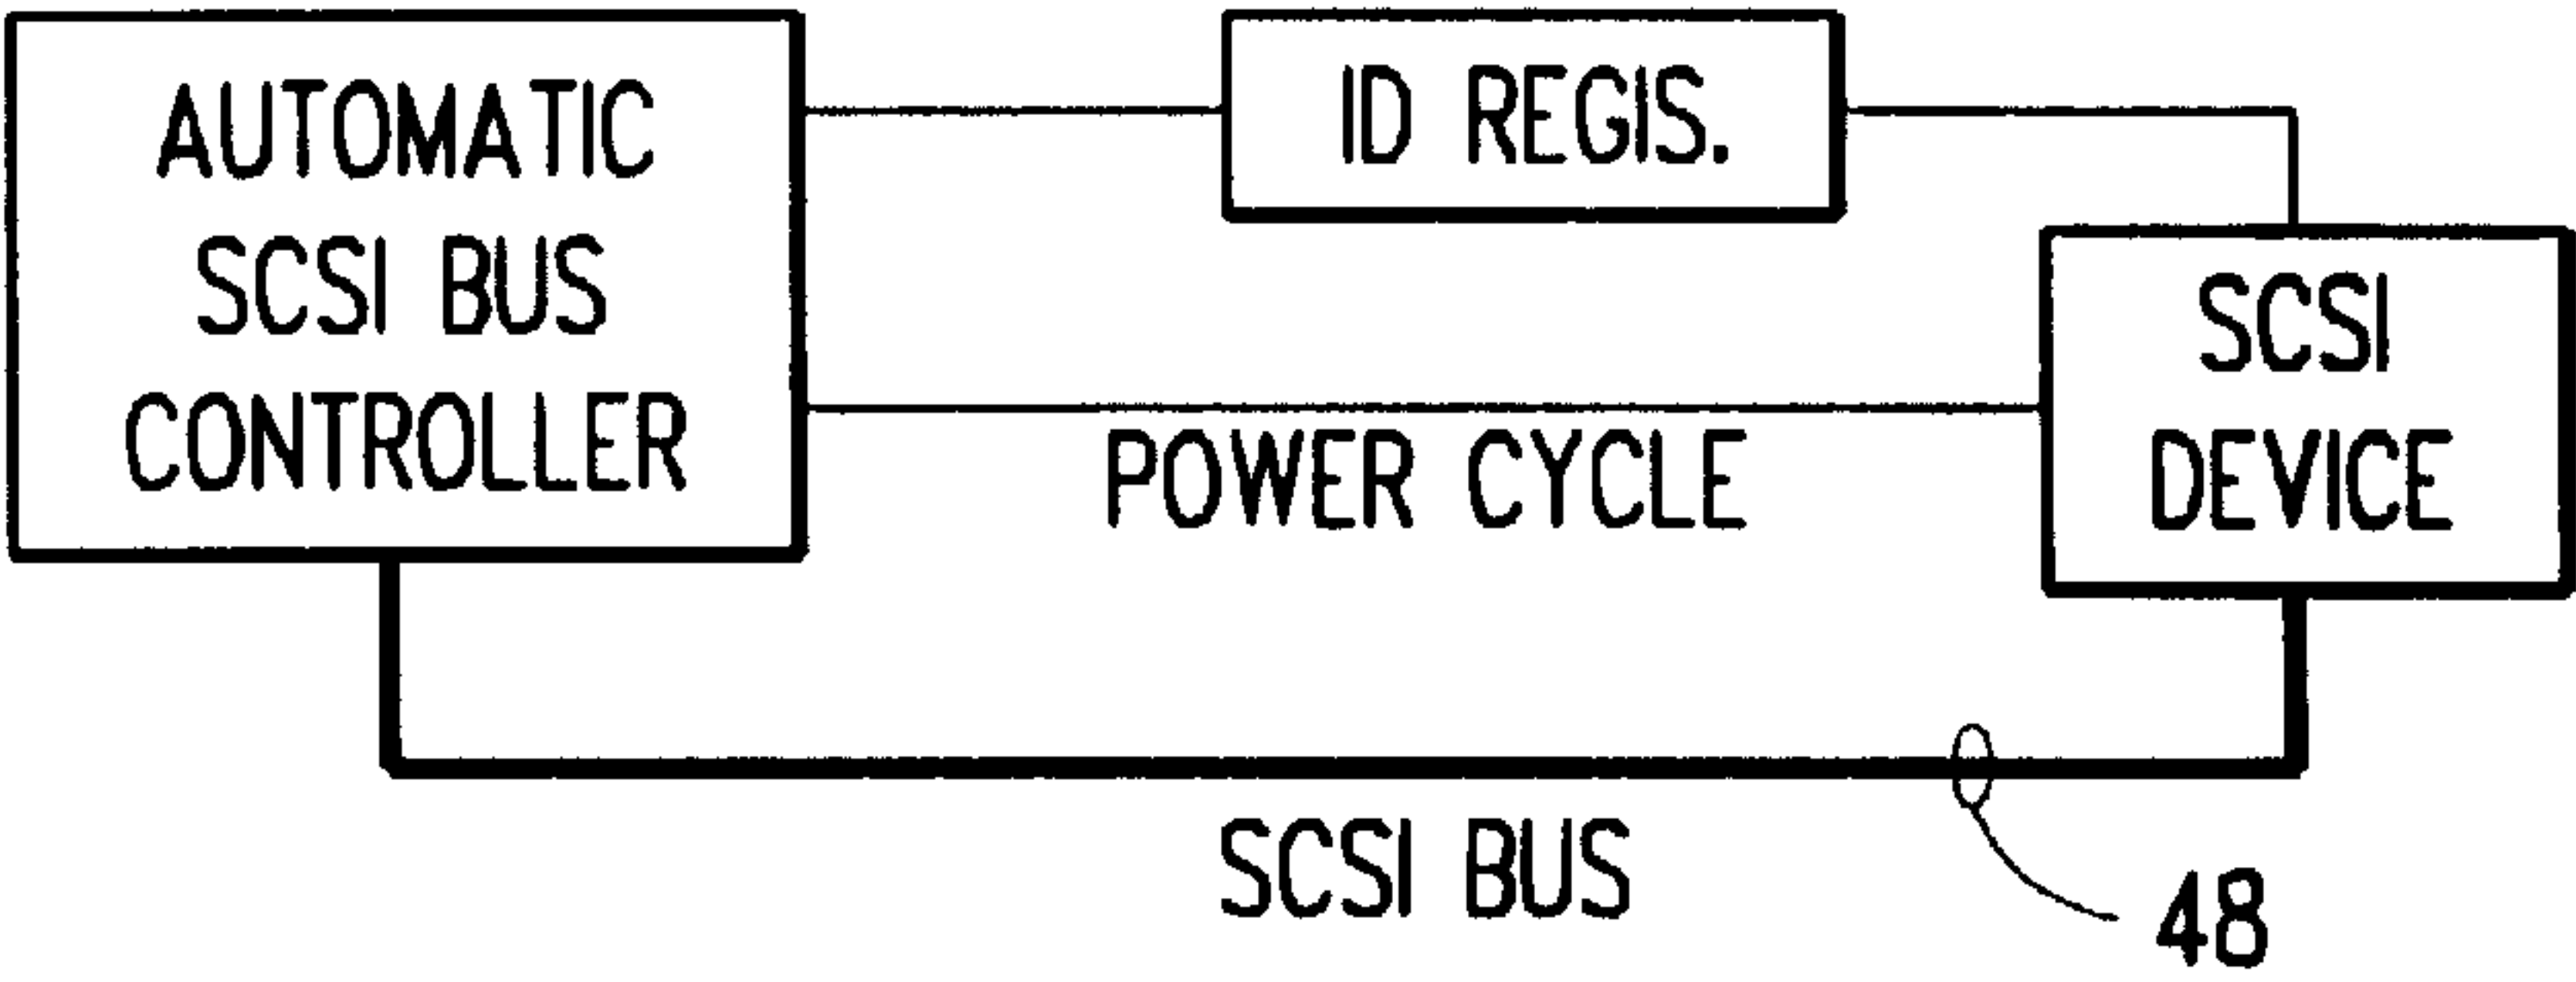 AUTOMATIC
SCSI BUS
CONTROLLER
ID REGIS.
POWER CYCLE
SCSI
DEVICE
SCSI BUS
48